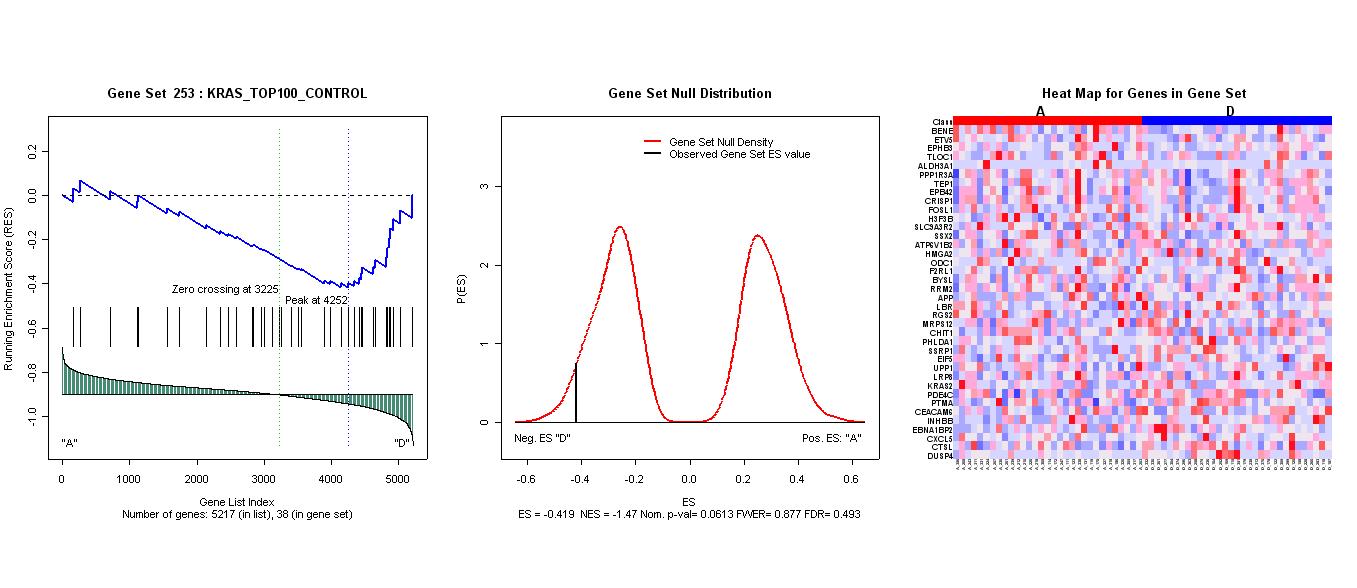 Gene Set 253 : KRAS_TOP100_CONTROL
Running Enrichment Score (RES)
0.2
0.0
-0.2
-0.4
-0.6
-0.8
-1.0
Zero crossing at 3225
Peak at 4252
"A"
"D"
0
1000
2000
3000
4000
5000
Gene List Index
Number of genes: 5217 (in list), 38 (in gene set)
Gene Set Null Distribution
Gene Set Null Density
Observed Gene Set ES value
P(ES)
3
2
1
0
Neg. ES "D"
Pos. ES: "A"
-0.6
-0.4
-0.2
0.0
0.2
0.4
0.6
ES
ES = -0.419 NES = -1.47 Nom. p-val= 0.0613 FWER= 0.877 FDR= 0.493
Heat Map for Genes in Gene Set
A
D
Class
BENE
ETV5
EPHB3
TLOC1
ALDH3A1
PPP1R3A
TEP1
EPB42
CRISP1
FOSL1
H3F3B
SLC9A3R2
SSX2
ATP6V1B2
HMGA2
ODC1
F2RL1
BYSL
RRM2
APP
LBR
RGS2
MRPS12
CHIT1
PHLDA1
SSRP1
EIF5
UPP1
LRP8
KRAS2
PDE4C
PTMA
CEACAM6
INHBB
EBNA1BP2
CXCL5
CTSL
DUSP4